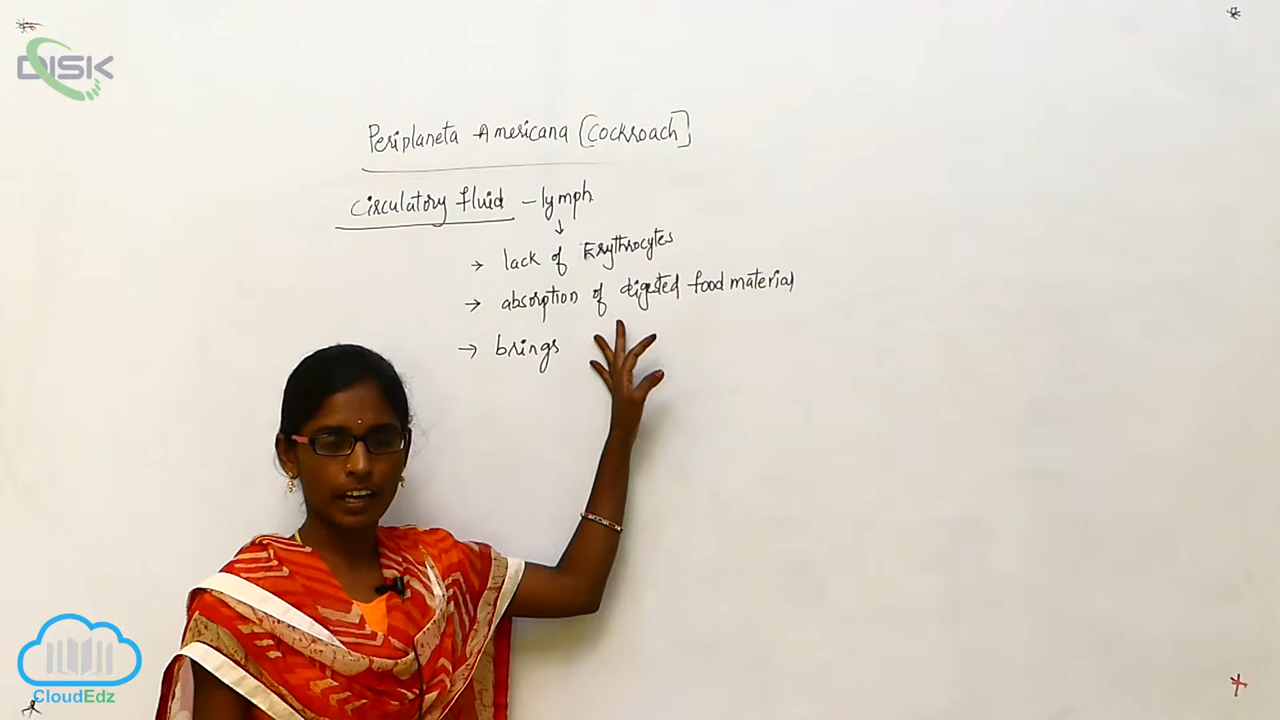 DISK
Periplaneta Americana [Cockroach]
Circulatory fluid - lymph
↓
→ lack of Erythrocytes
→ absorption of digested food material
→ brings
CloudEdz